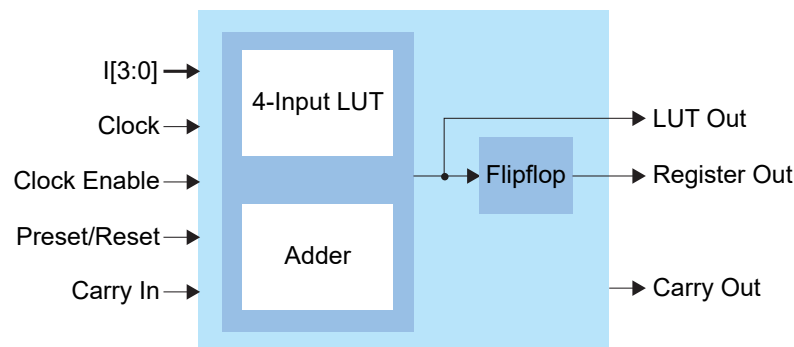 I[3:0]
Clock
Clock Enable
Preset/Reset
Carry In
4-Input LUT
Adder
Flipflop
LUT Out
Register Out
Carry Out